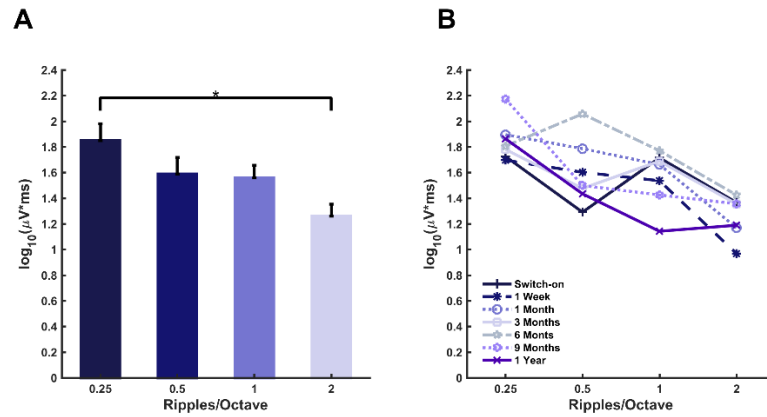 A
B
2.4
2.2
2
1.8
1.6
1.4
1.2
1
0.8
0.6
0.4
0.2
0
log10(μV*ms)
*
0.25 0.5 1 2
Ripples/Octave
2.4
2.2
2
1.8
1.6
1.4
1.2
1
0.8
0.6
0.4
0.2
0
log10(μV*ms)
Switch-on
1 Week
1 Month
3 Months
6 Monts
9 Months
1 Year
0.25 0.5 1 2
Ripples/Octave